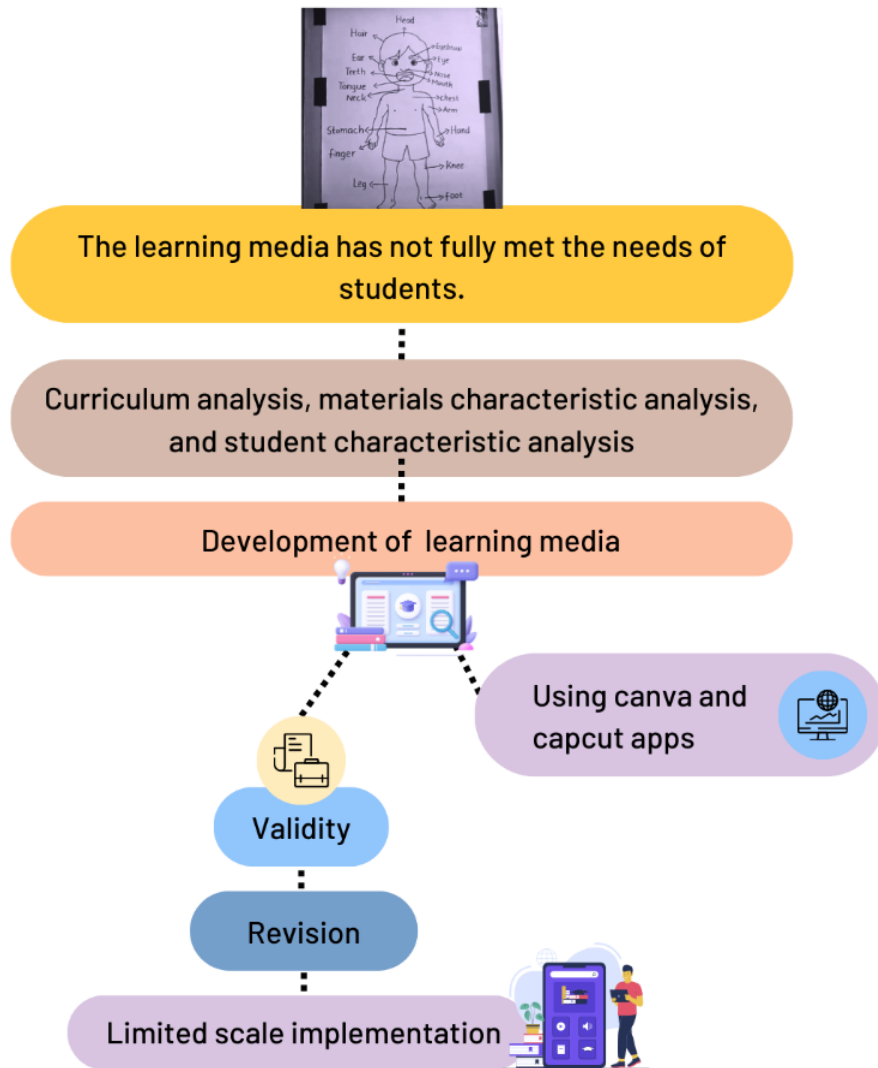 Head
Hair
Eyebrow
Ear
Eye
Teeth
Nose
Tongue
Mouth
Neck
Chest
Arm
Stomach
Hand
finger
Knee
Leg
Foot
The learning media has not fully met the needs of
students.
Curriculum analysis, materials characteristic analysis,
and student characteristic analysis
Development of learning media
Using canva and
capcut apps
Validity
Revision
Limited scale implementation